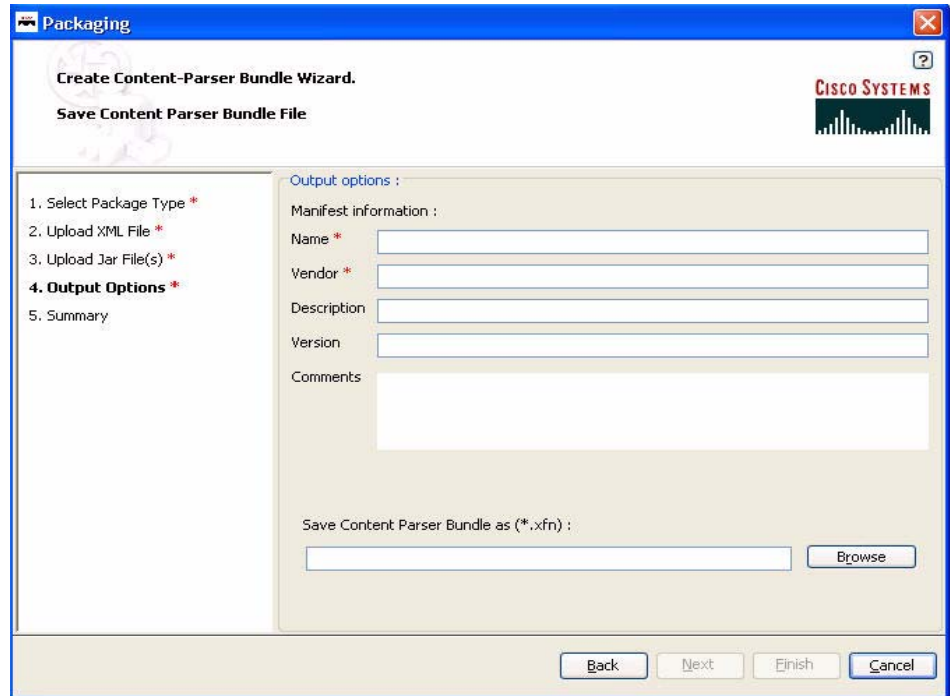 Packaging
Create Content-Parser Bundle Wizard.
Save Content Parser Bundle File
?
CISCO SYSTEMS
1. Select Package Type *
2. Upload XML File *
3. Upload Jar File(s) *
4. Output Options *
5. Summary
Output options :
Manifest information :
Name *
Vendor *
Description
Version
Comments
Save Content Parser Bundle as (*.xfn) :
Browse
Back
Next
Finish
Cancel